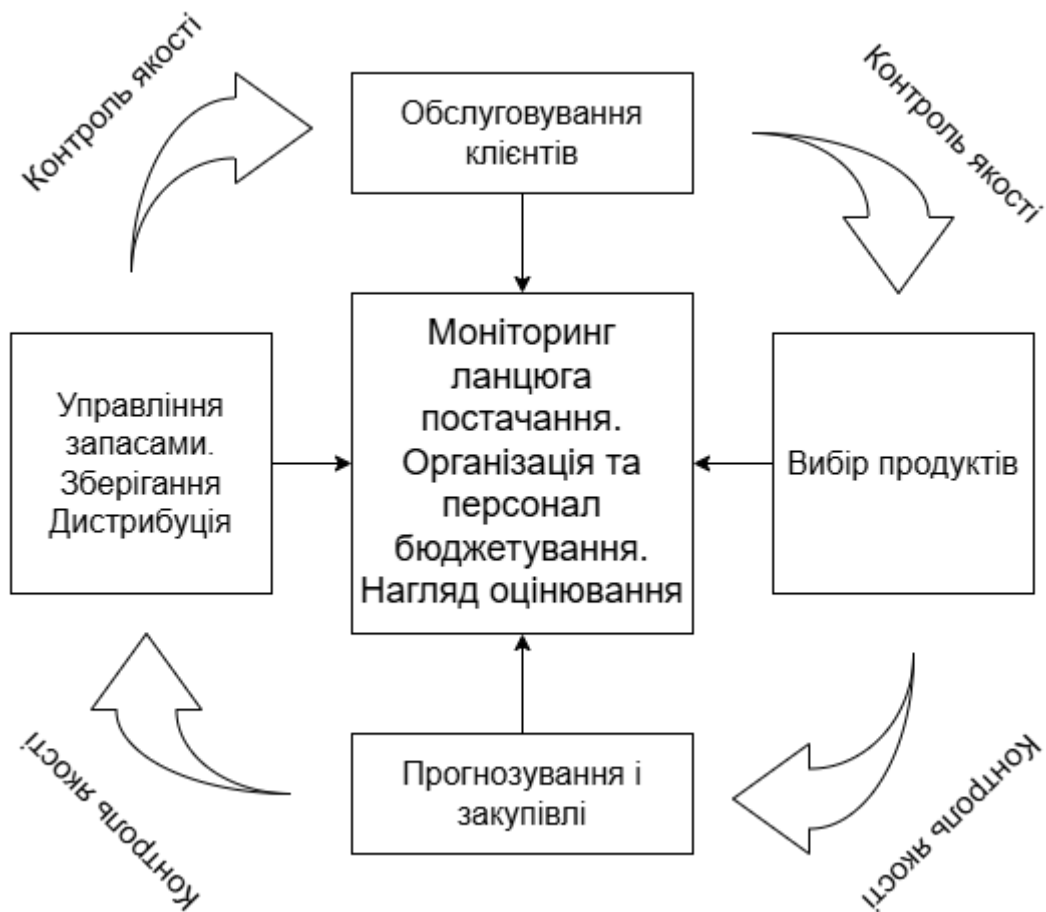 Контроль якості
Обслуговування
клієнтів
Контроль якості
Управління
запасами.
Зберігання
Дистрибуція
Моніторинг
ланцюга
постачання.
Організація та
персонал
бюджетування.
Нагляд оцінювання
Вибір продуктів
Контроль якості
Прогнозування і
закупівлі
Контроль якості